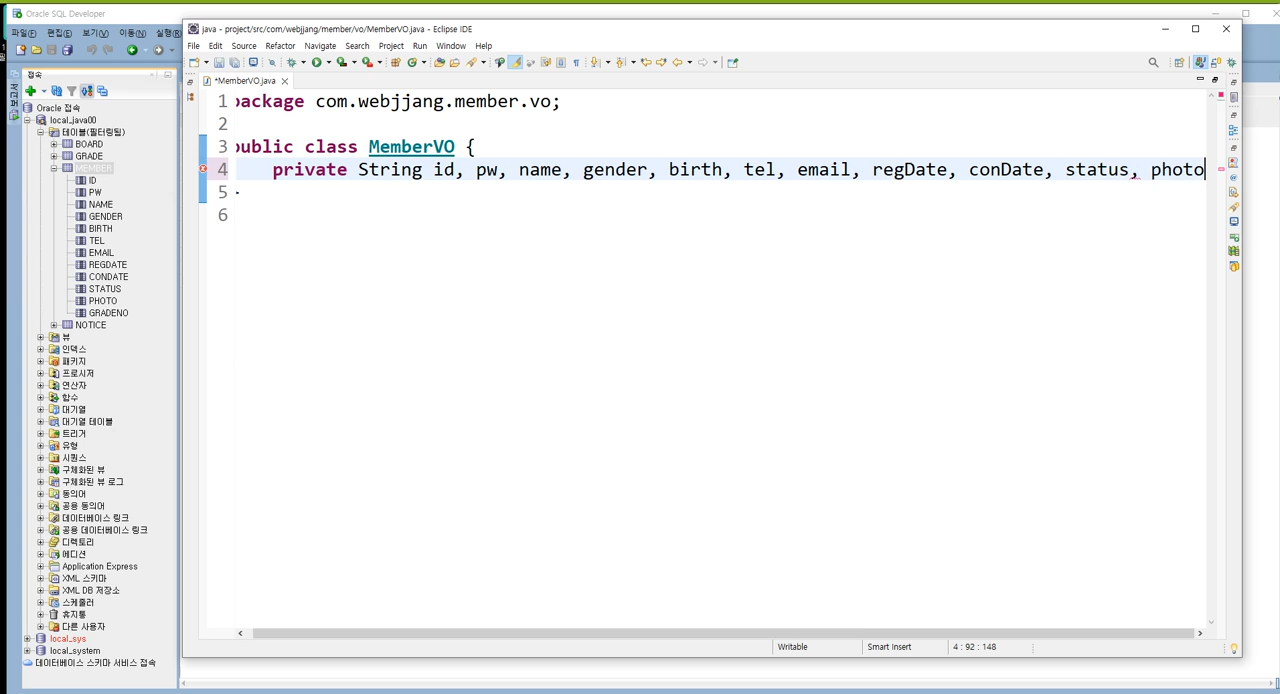 Oracle SQL Developer
파일(F) 편집(E) 보기(V) 이동(N) 실행(R)
접속
Oracle 접속
local_java00
테이블(필터링됨)
BOARD
GRADE
MEMBER
ID
PW
NAME
GENDER
BIRTH
TEL
EMAIL
REGDATE
CONDATE
STATUS
PHOTO
GRADENO
NOTICE
뷰
인덱스
패키지
프로시저
연산자
함수
대기열
대기열 테이블
트리거
유형
시퀀스
구체화된 뷰
구체화된 뷰 로그
동의어
공용 동의어
데이터베이스 링크
공용 데이터베이스 링크
디렉토리
에디션
Application Express
XML 스키마
XML DB 저장소
스케줄러
휴지통
다른 사용자
local_sys
local_system
데이터베이스 스키마 서비스 접속
java - project/src/com/webjjang/member/vo/MemberVO.java - Eclipse IDE
File Edit Source Refactor Navigate Search Project Run Window Help
*MemberVO.java
1 package com.webjjang.member.vo;
2
3 public class MemberVO {
4 private String id, pw, name, gender, birth, tel, email, regDate, conDate, status, photo
5
6
Writable Smart Insert 4 : 92 : 148